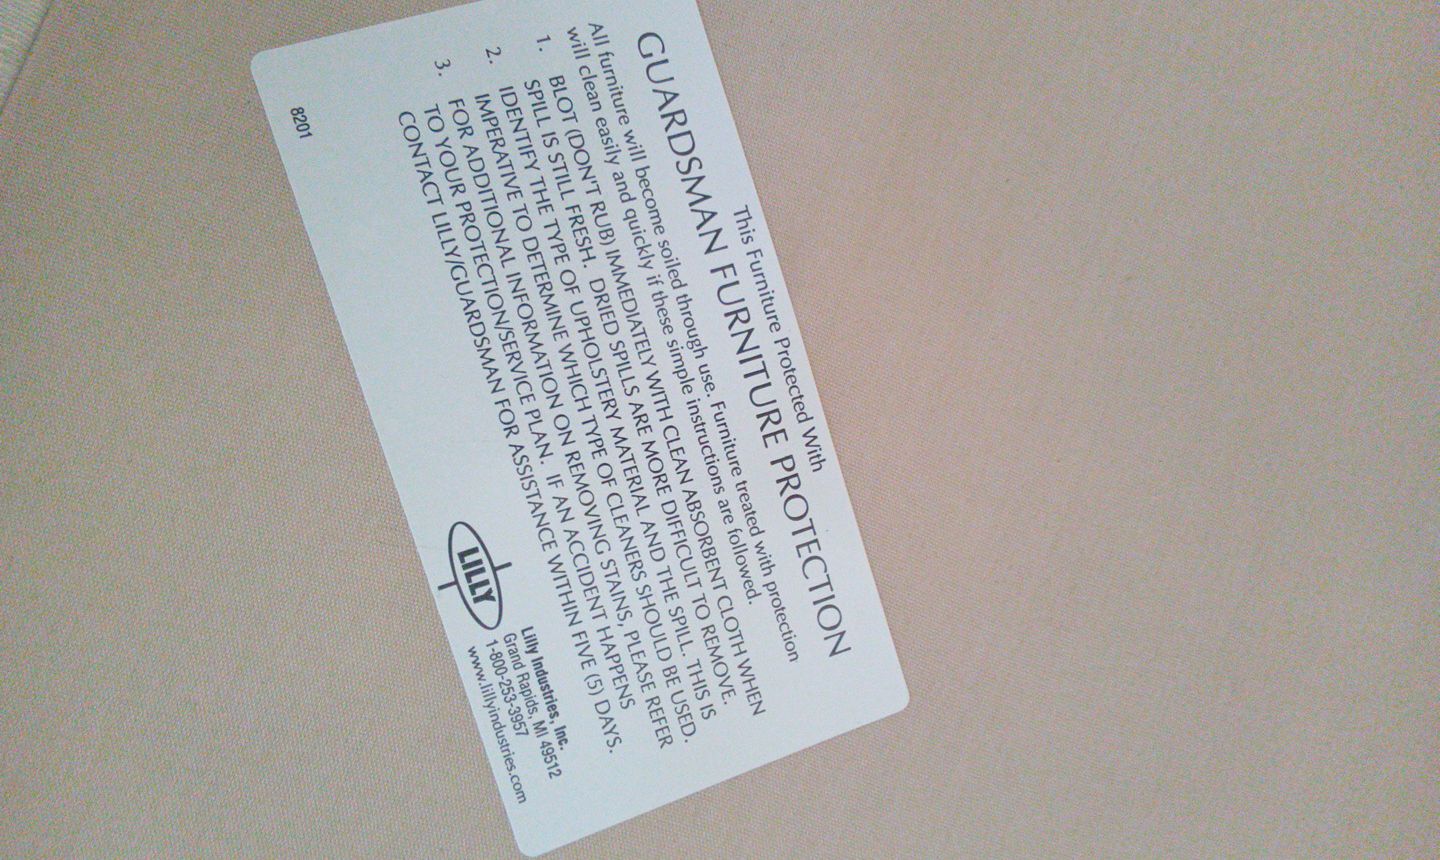 This Furniture Protected With
GUARDSMAN FURNITURE PROTECTION
All furniture will become soiled through use. Furniture treated with protection
will clean easily and quickly if these simple instructions are followed.
1. BLOT (DON'T RUB) IMMEDIATELY WITH CLEAN ABSORBENT CLOTH WHEN
SPILL IS STILL FRESH. DRIED SPILLS ARE MORE DIFFICULT TO REMOVE.
2. IDENTIFY THE TYPE OF UPHOLSTERY MATERIAL AND THE SPILL. THIS IS
IMPERATIVE TO DETERMINE WHICH TYPE OF CLEANERS SHOULD BE USED.
3. FOR ADDITIONAL INFORMATION ON REMOVING STAINS, PLEASE REFER
TO YOUR PROTECTION/SERVICE PLAN. IF AN ACCIDENT HAPPENS
CONTACT LILLY/GUARDSMAN FOR ASSISTANCE WITHIN FIVE (5) DAYS.
LILLY
Lilly Industries, Inc.
Grand Rapids, MI 49512
1-800-253-3957
www.lillyindustries.com
8201